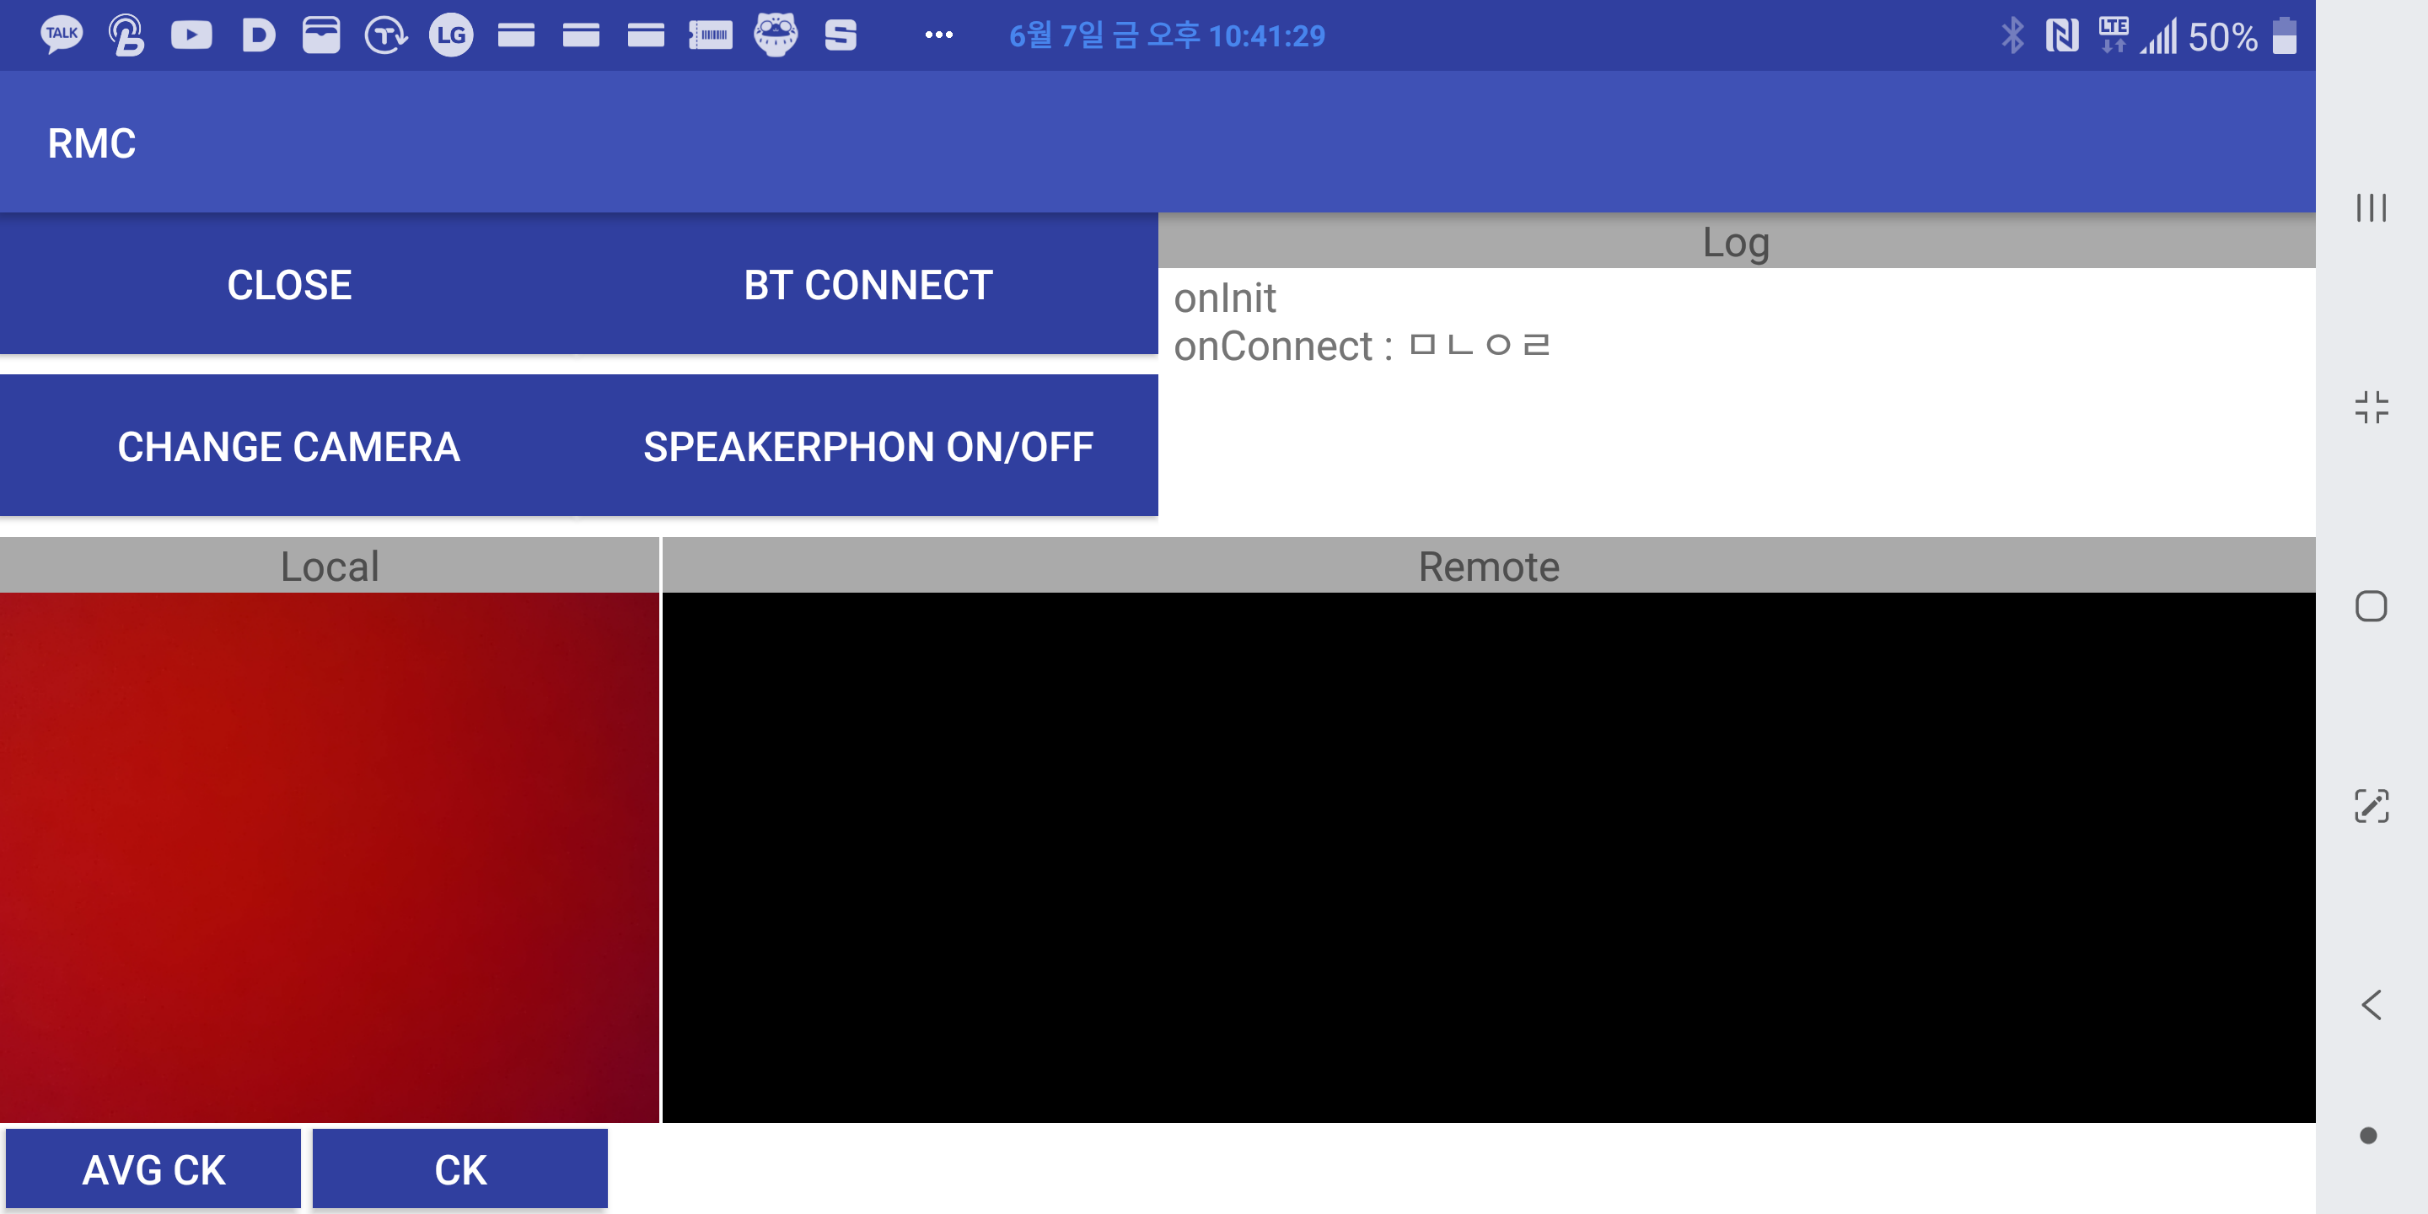 TALK LG 6월 7일 금 오후 10:41:29 LTE 50%
RMC
CLOSE BT CONNECT
Log
onInit
onConnect : ㅁㄴㅇㄹ
CHANGE CAMERA SPEAKERPHON ON/OFF
Local Remote
AVG CK CK